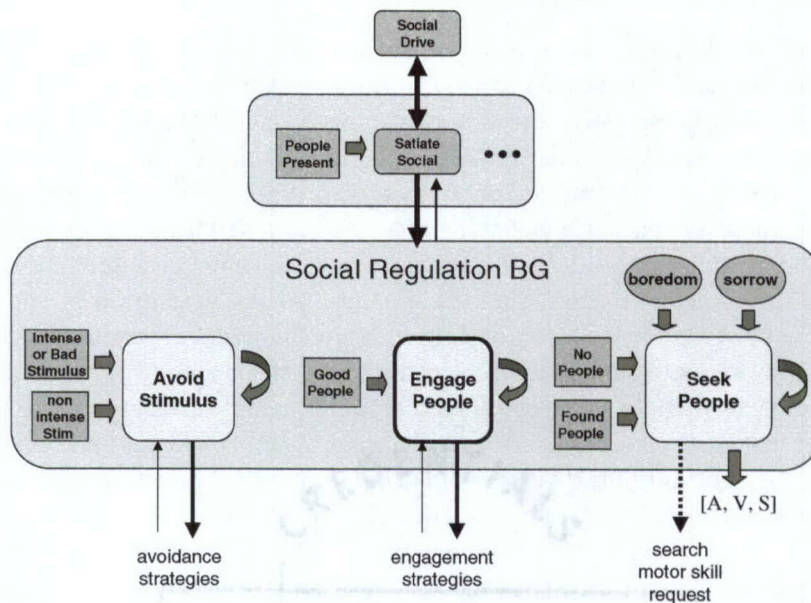 Social
Drive
People
Present
Satiate
Social
•••
Social Regulation BG
boredom
sorrow
Intense
or Bad
Stimulus
non
intense
Stim
Avoid
Stimulus
Good
People
Engage
People
No
People
Found
People
Seek
People
[A, V, S]
avoidance
strategies
engagement
strategies
search
motor skill
request
CREDENTIALS